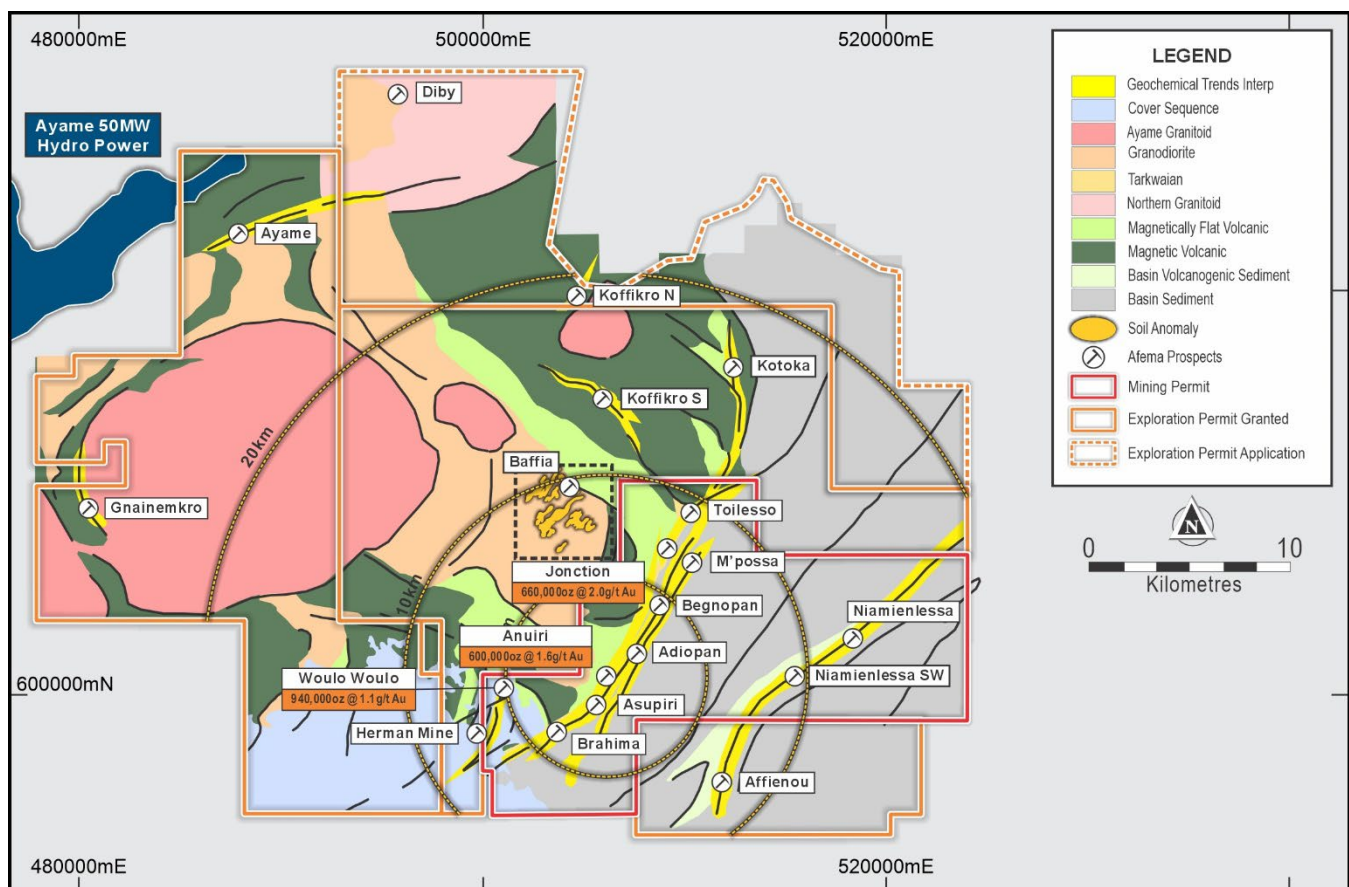 480000mE
500000mE
520000mE
Ayame 50MW
Hydro Power
Diby
Ayame
Koffikro N
Kotoka
Koffikro S
20km
Baffia
Gnainemkro
Toilesso
M'possa
Jonction
660,000oz @ 2.0g/t Au
10km
Begnopan
Niamienlessa
Anuiri
600,000oz @ 1.6g/t Au
Adiopan
Woulo Woulo
940,000oz @ 1.1g/t Au
Niamienlessa SW
600000mN
Asupiri
Herman Mine
Brahima
Affienou
480000mE
520000mE
LEGEND
Geochemical Trends Interp
Cover Sequence
Ayame Granitoid
Granodiorite
Tarkwaian
Northern Granitoid
Magnetically Flat Volcanic
Magnetic Volcanic
Basin Volcanogenic Sediment
Basin Sediment
Soil Anomaly
Afema Prospects
Mining Permit
Exploration Permit Granted
Exploration Permit Application
N
0
10
Kilometres